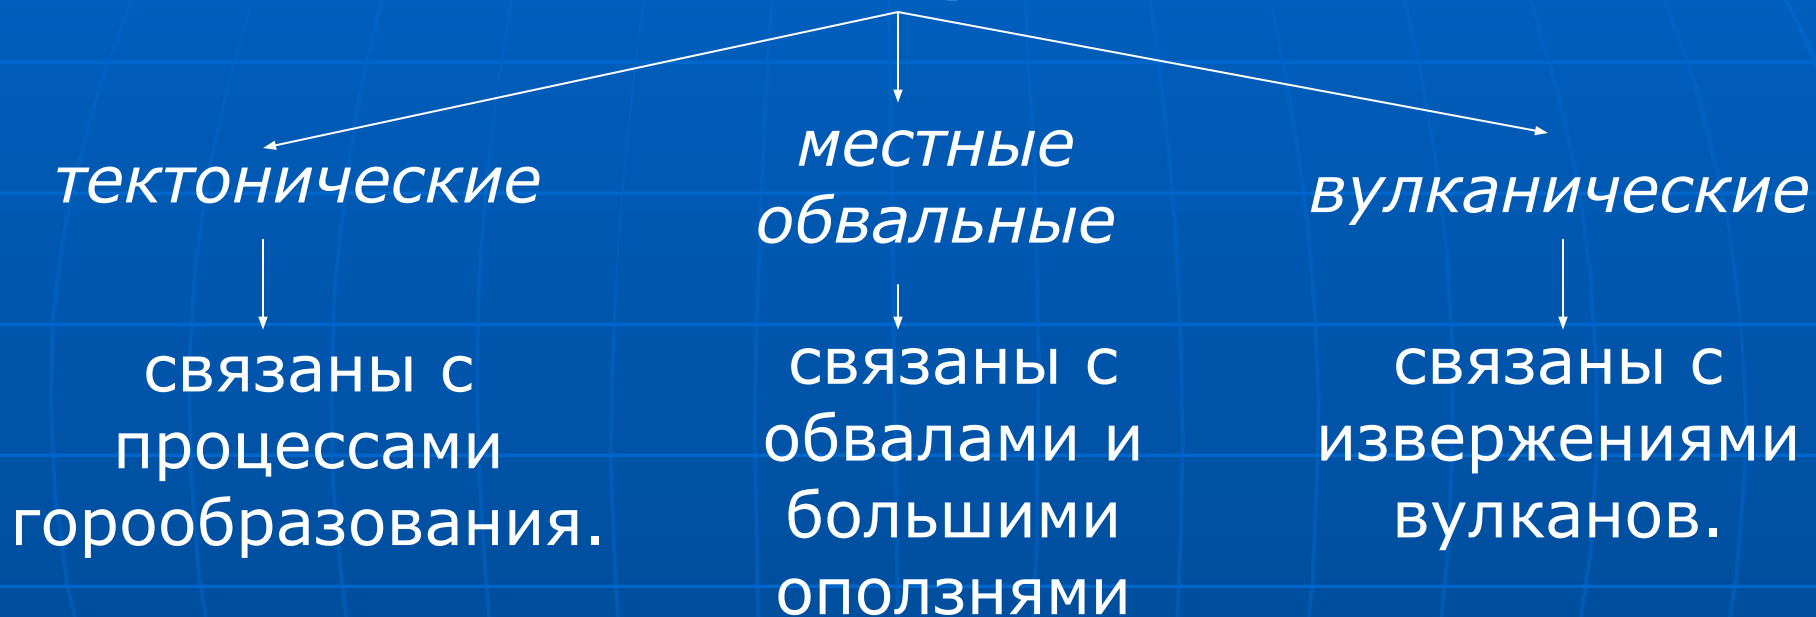 тектонические
местные
обвальные
вулканические
связаны с
процессами
горообразования.
связаны с
обвалами и
большими
оползнями
связаны с
извержениями
вулканов.